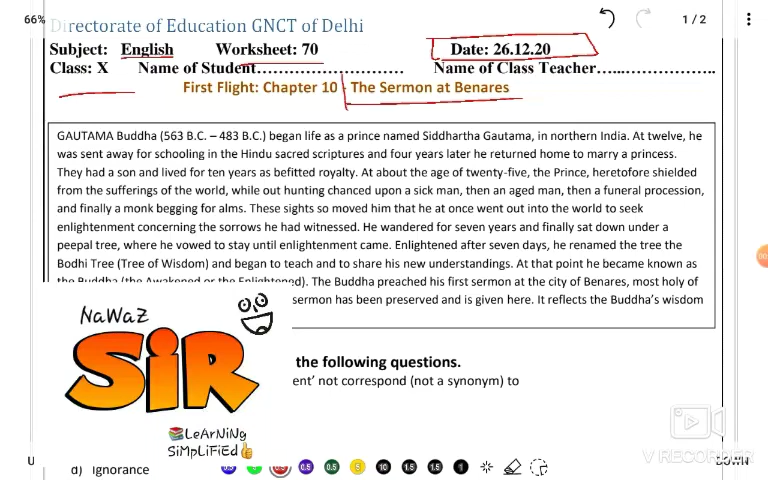 66%
Directorate of Education GNCT of Delhi
1 / 2
Subject: English Worksheet: 70 Date: 26.12.20
Class: X Name of Student……………………… Name of Class Teacher…...……………..
First Flight: Chapter 10 - The Sermon at Benares
GAUTAMA Buddha (563 B.C. – 483 B.C.) began life as a prince named Siddhartha Gautama, in northern India. At twelve, he
was sent away for schooling in the Hindu sacred scriptures and four years later he returned home to marry a princess.
They had a son and lived for ten years as befitted royalty. At about the age of twenty-five, the Prince, heretofore shielded
from the sufferings of the world, while out hunting chanced upon a sick man, then an aged man, then a funeral procession,
and finally a monk begging for alms. These sights so moved him that he at once went out into the world to seek
enlightenment concerning the sorrows he had witnessed. He wandered for seven years and finally sat down under a
peepal tree, where he vowed to stay until enlightenment came. Enlightened after seven days, he renamed the tree the
Bodhi Tree (Tree of Wisdom) and began to teach and to share his new understandings. At that point he became known as
the Buddha (the Awakened or the Enlightened). The Buddha preached his first sermon at the city of Benares, most holy of
sermon has been preserved and is given here. It reflects the Buddha's wisdom
NaWaZ
SiR
LeArNiNg
SiMpLiFiEd
the following questions.
ent' not correspond (not a synonym) to
d) Ignorance
0.5 5 10 1.5 1.5 1
V RECORDER
DOWN